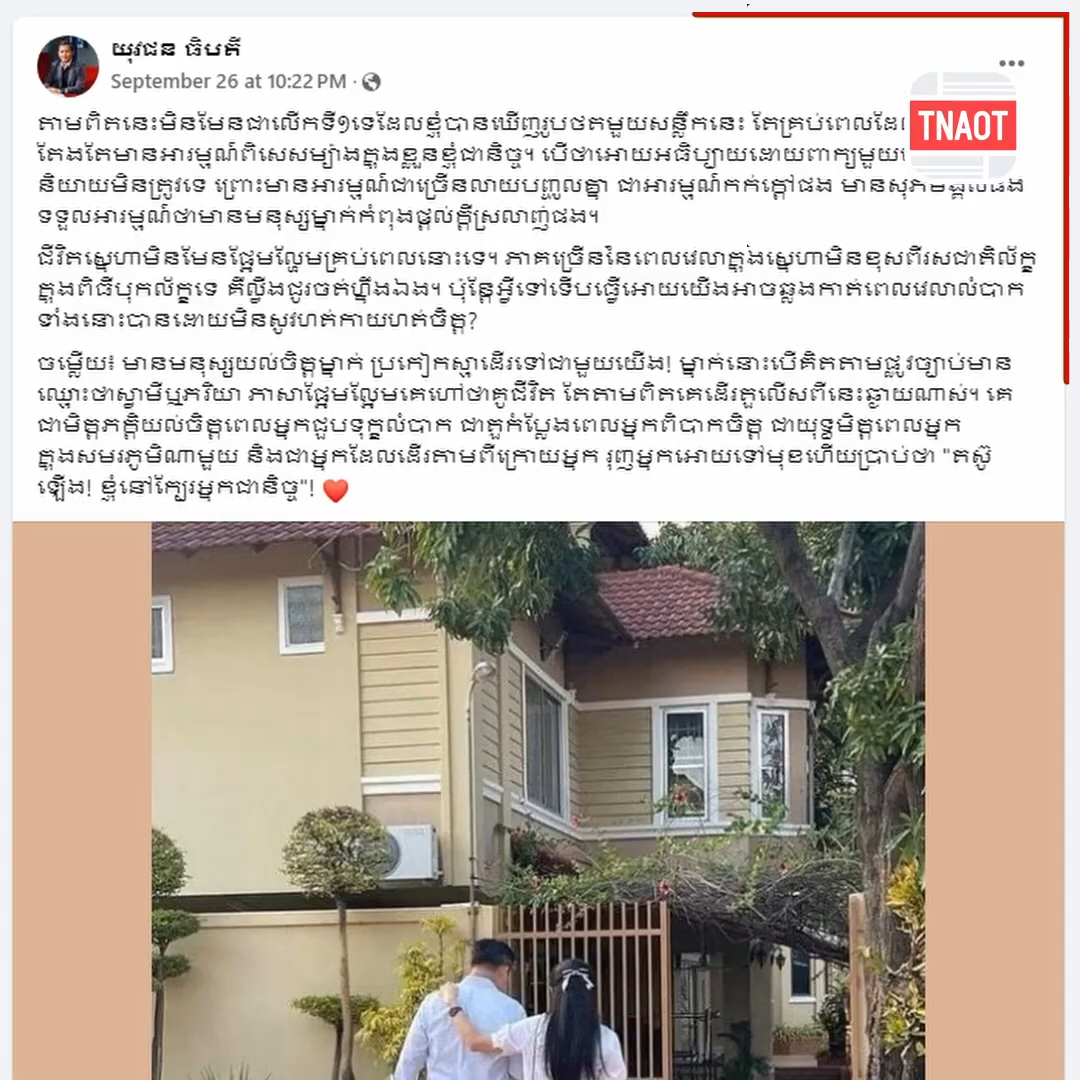 យុវជន ធិបតី
September 26 at 10:22 PM ·
TNAOT
តាមពិតនេះមិនមែនជាលើកទី១ទេដែលខ្ញុំបានឃើញរូបថតមួយសន្លឹកនេះ តែគ្រប់ពេលដែល
តែងតែមានអារម្មណ៍ពិសេសម្យ៉ាងក្នុងខ្លួនខ្ញុំជានិច្ច។ បើថាអោយអធិប្បាយដោយពាក្យមួយ
និយាយមិនត្រូវទេ ព្រោះមានអារម្មណ៍ជាច្រើនលាយបញ្ចូលគ្នា ជាអារម្មណ៍កក់ក្ដៅផង មានសុភមង្គលផង
ទទួលអារម្មណ៍ថាមានមនុស្សម្នាក់កំពុងផ្ដល់ក្ដីស្រលាញ់ផង។
ជីវិតស្នេហាមិនមែនផ្អែមល្ហែមគ្រប់ពេលនោះទេ។ ភាគច្រើននៃពេលវេលាក្នុងស្នេហាមិនខុសពីរសជាតិល័ក្ខ
ក្នុងពិធីបុកល័ក្ខទេ គឺល្វីងជូរចត់ហ្នឹងឯង។ ប៉ុន្តែអ្វីទៅទើបធ្វើអោយយើងអាចឆ្លងកាត់ពេលវេលាលំបាក
ទាំងនោះបានដោយមិនសូវហត់កាយហត់ចិត្ត?
ចម្លើយ៖ មានមនុស្សយល់ចិត្តម្នាក់ ប្រកៀកស្មាដើរទៅជាមួយយើង! ម្នាក់នោះបើគិតតាមផ្លូវច្បាប់មាន
ឈ្មោះថាស្វាមីឬភរិយា ភាសាផ្អែមល្អែមគេហៅថាគូជីវិត តែតាមពិតគេដើរតួលើសពីនេះឆ្ងាយណាស់។ គេ
ជាមិត្តភក្ដិយល់ចិត្តពេលអ្នកជួបទុក្ខលំបាក ជាតួកំប្លែងពេលអ្នកពិបាកចិត្ត ជាយុទ្ធមិត្តពេលអ្នក
ក្នុងសមរភូមិណាមួយ និងជាអ្នកដែលដើរតាមពីក្រោយអ្នក រុញអ្នកអោយទៅមុខហើយប្រាប់ថា "តស៊ូ
ឡើង! ខ្ញុំនៅក្បែរអ្នកជានិច្ច"! ❤️